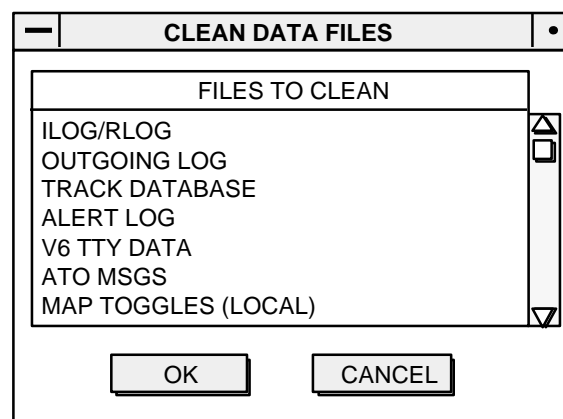 CLEAN DATA FILES
FILES TO CLEAN
ILOG/RLOG
OUTGOING LOG
TRACK DATABASE
ALERT LOG
V6 TTY DATA
ATO MSGS
MAP TOGGLES (LOCAL)
OK CANCEL